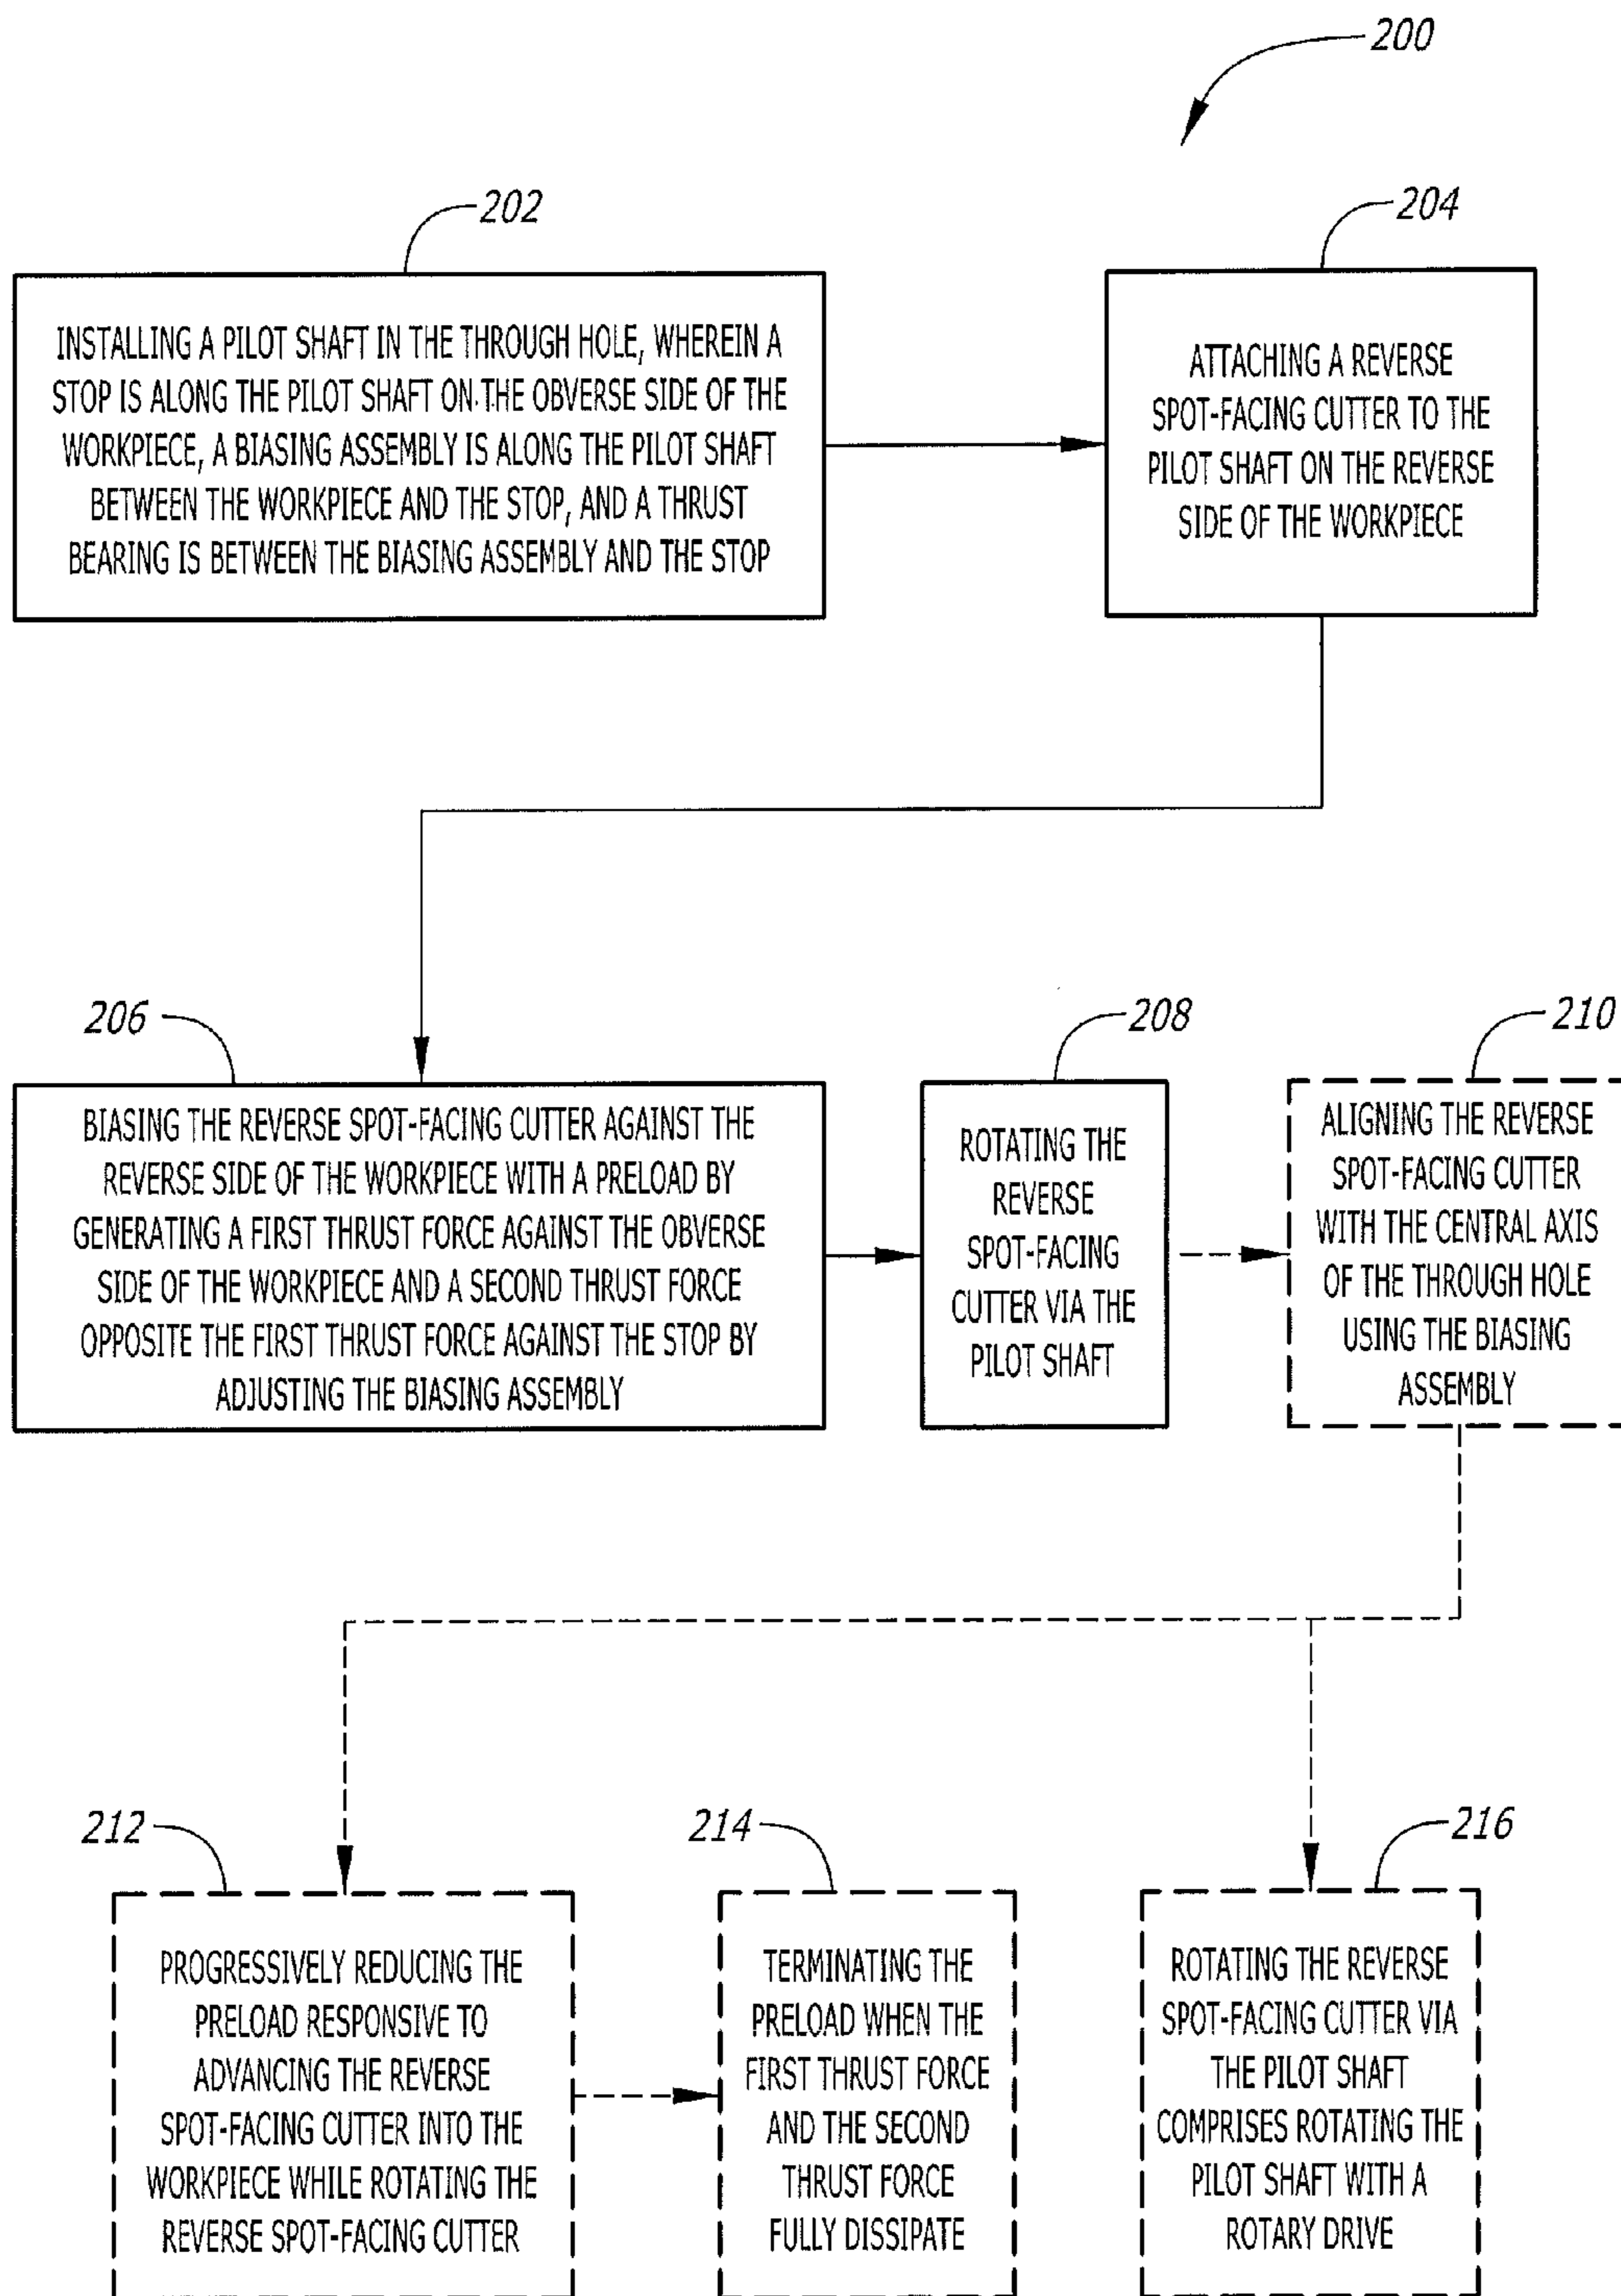 200
202
INSTALLING A PILOT SHAFT IN THE THROUGH HOLE, WHEREIN A
STOP IS ALONG THE PILOT SHAFT ON THE OBVERSE SIDE OF THE
WORKPIECE, A BIASING ASSEMBLY IS ALONG THE PILOT SHAFT
BETWEEN THE WORKPIECE AND THE STOP, AND A THRUST
BEARING IS BETWEEN THE BIASING ASSEMBLY AND THE STOP
204
ATTACHING A REVERSE
SPOT-FACING CUTTER TO THE
PILOT SHAFT ON THE REVERSE
SIDE OF THE WORKPIECE
206
BIASING THE REVERSE SPOT-FACING CUTTER AGAINST THE
REVERSE SIDE OF THE WORKPIECE WITH A PRELOAD BY
GENERATING A FIRST THRUST FORCE AGAINST THE OBVERSE
SIDE OF THE WORKPIECE AND A SECOND THRUST FORCE
OPPOSITE THE FIRST THRUST FORCE AGAINST THE STOP BY
ADJUSTING THE BIASING ASSEMBLY
208
ROTATING THE
REVERSE
SPOT-FACING
CUTTER VIA THE
PILOT SHAFT
210
ALIGNING THE REVERSE
SPOT-FACING CUTTER
WITH THE CENTRAL AXIS
OF THE THROUGH HOLE
USING THE BIASING
ASSEMBLY
212
PROGRESSIVELY REDUCING THE
PRELOAD RESPONSIVE TO
ADVANCING THE REVERSE
SPOT-FACING CUTTER INTO THE
WORKPIECE WHILE ROTATING THE
REVERSE SPOT-FACING CUTTER
214
TERMINATING THE
PRELOAD WHEN THE
FIRST THRUST FORCE
AND THE SECOND
THRUST FORCE
FULLY DISSIPATE
216
ROTATING THE REVERSE
SPOT-FACING CUTTER VIA
THE PILOT SHAFT
COMPRISES ROTATING THE
PILOT SHAFT WITH A
ROTARY DRIVE